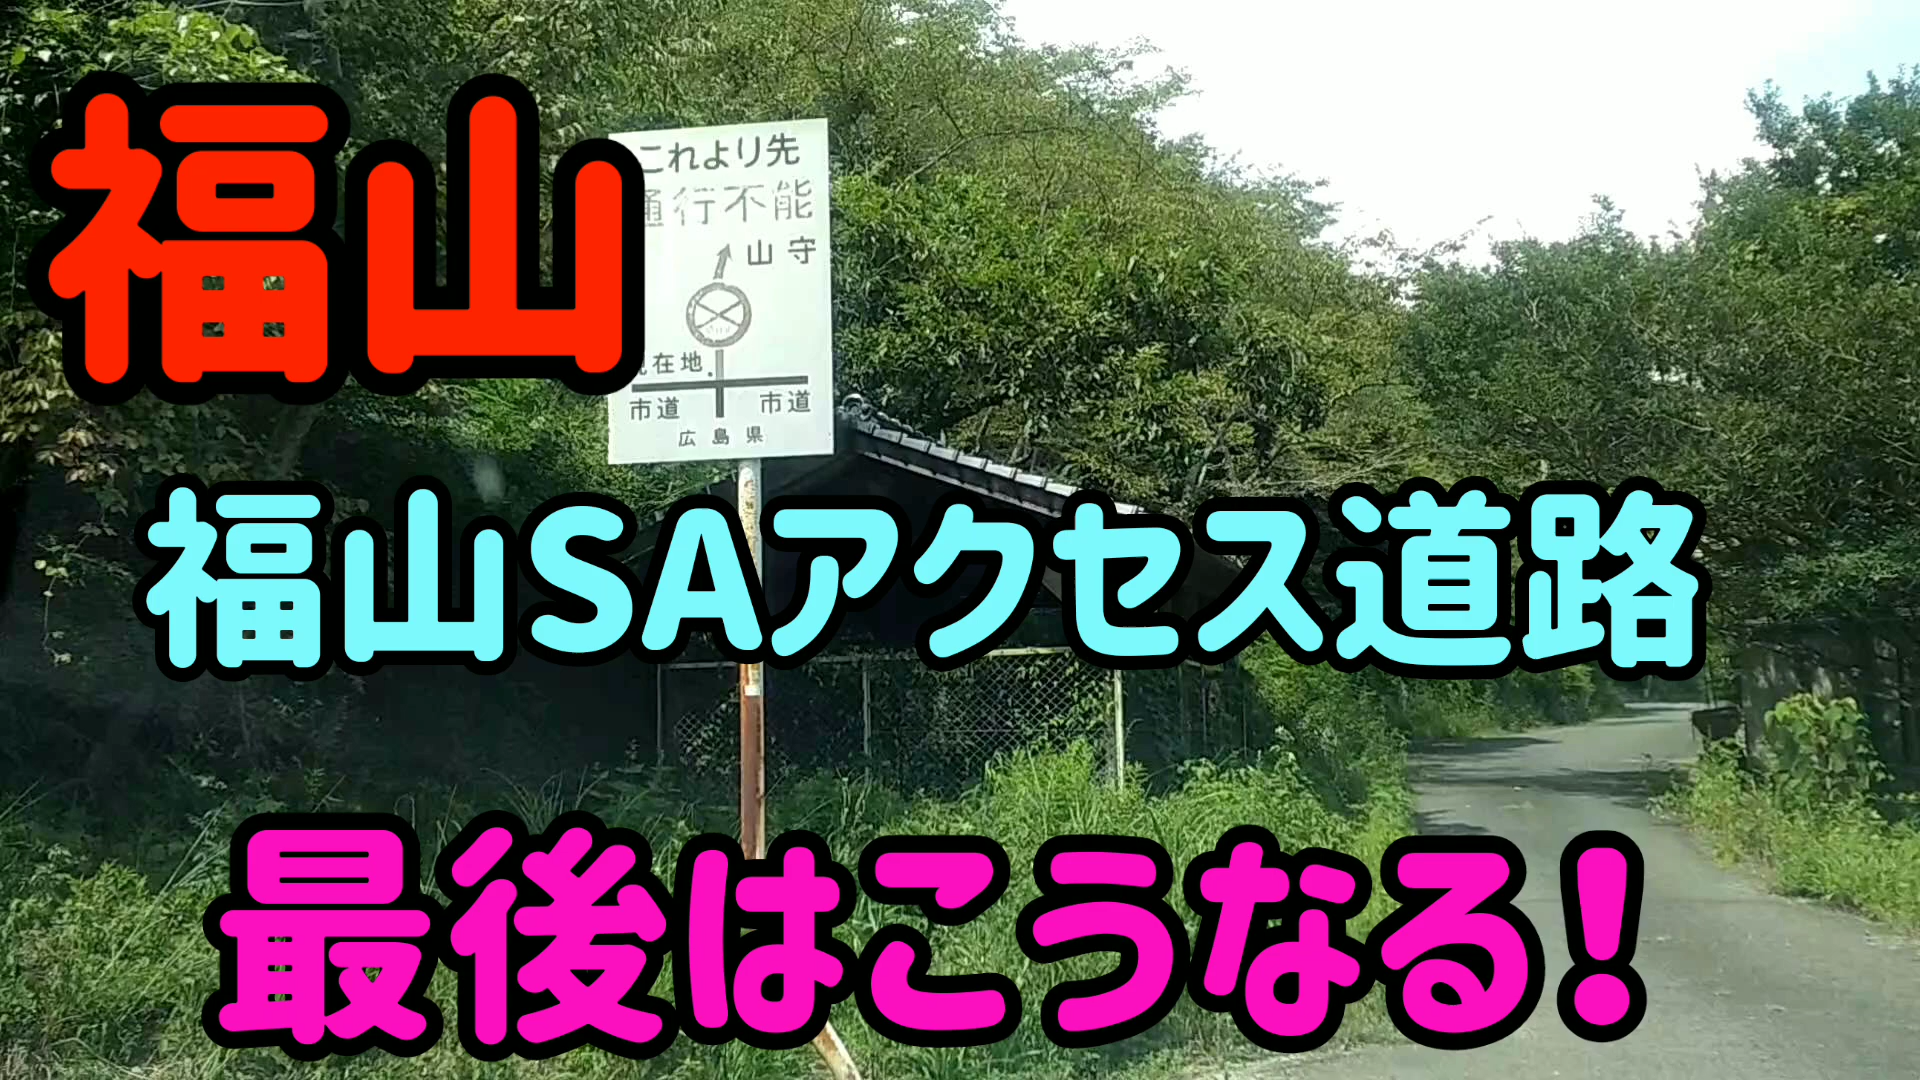 福山
これより先
通行不能
山守
現在地
市道 市道
広島県
福山SAアクセス道路
最後はこうなる!